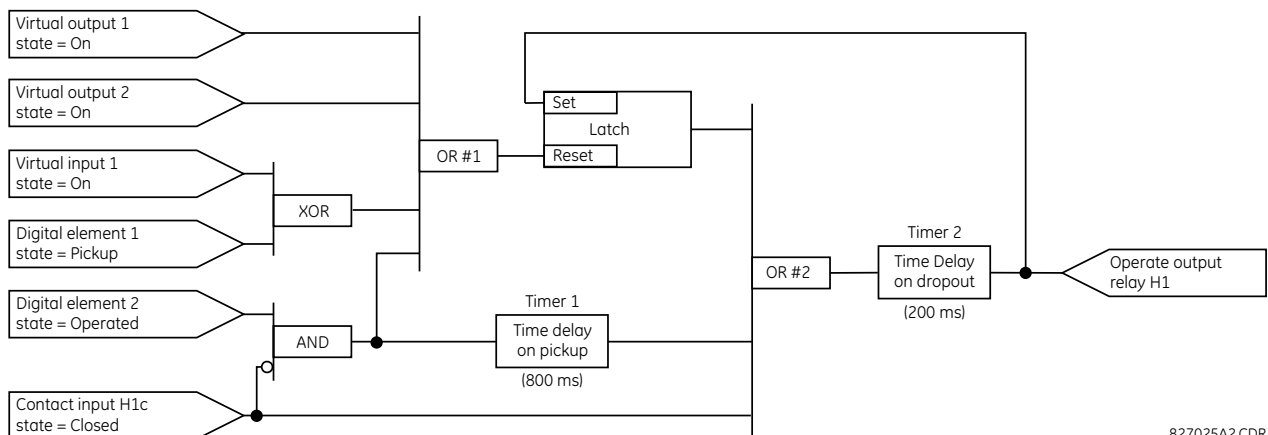 Virtual output 1
state = On
Virtual output 2
state = On
Virtual input 1
state = On
Digital element 1
state = Pickup
Digital element 2
state = Operated
Contact input H1c
state = Closed
XOR
AND
OR #1
Set
Latch
Reset
Timer 1
Time delay
on pickup
(800 ms)
OR #2
Timer 2
Time Delay
on dropout
(200 ms)
Operate output
relay H1
827025A2.CDR